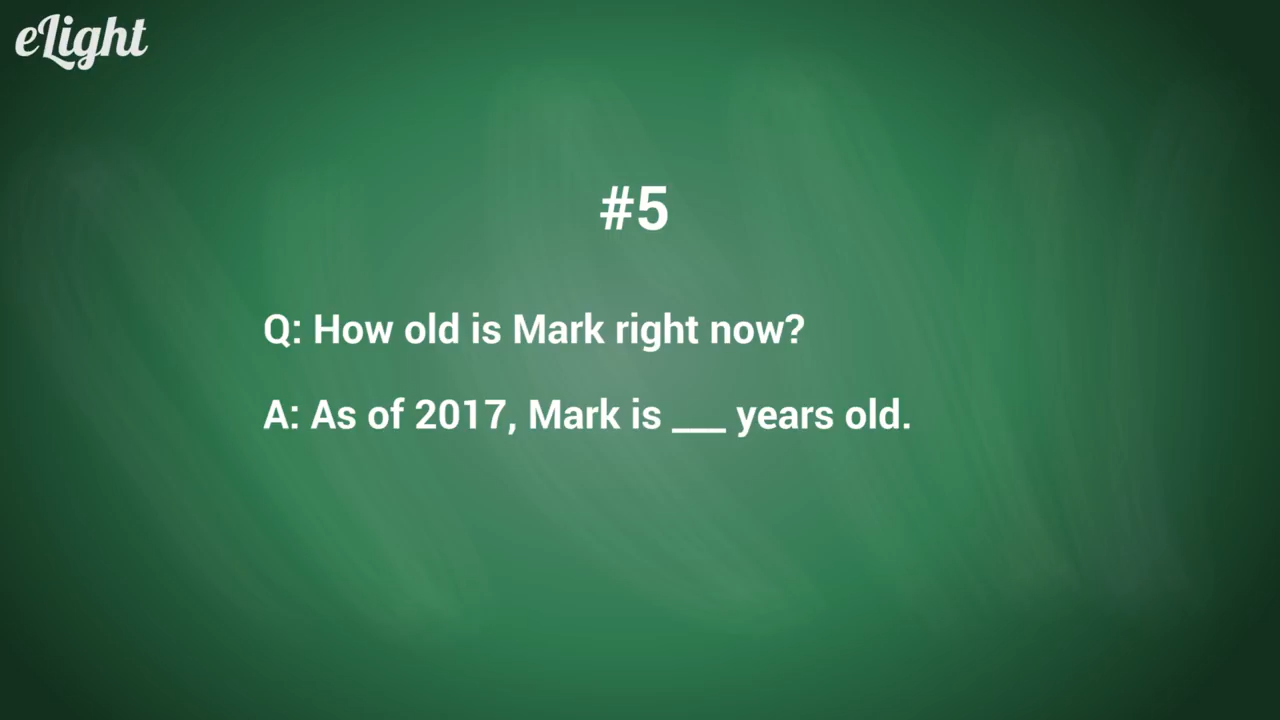 eLight
#5
Q: How old is Mark right now?
A: As of 2017, Mark is ___ years old.